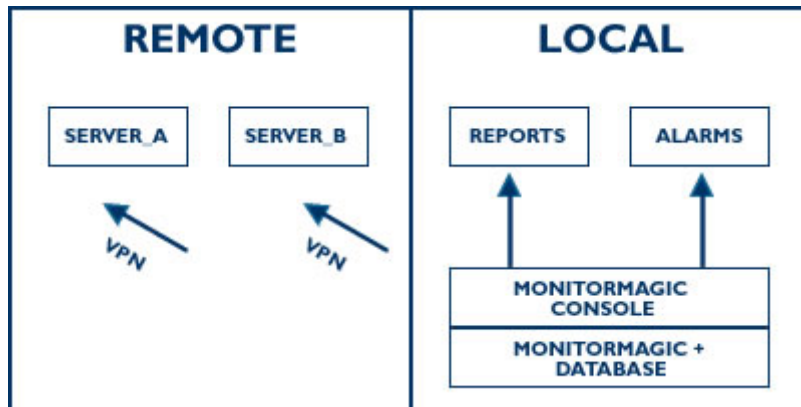 REMOTE
SERVER_A
SERVER_B
VPN
VPN
LOCAL
REPORTS
ALARMS
MONITORMAGIC
CONSOLE
MONITORMAGIC +
DATABASE